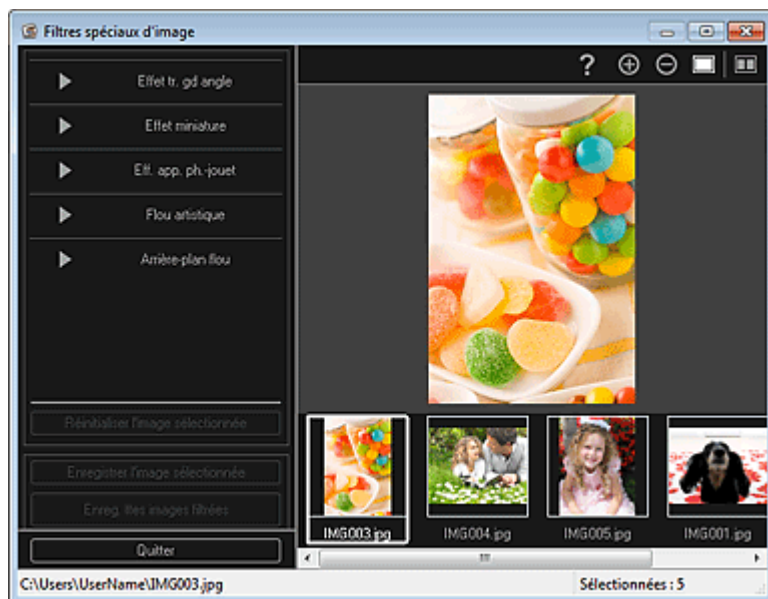 Filtres spéciaux d'image
?
Effet tr. gd angle
Effet miniature
Eff. app. ph.-jouet
Flou artistique
Arrière-plan flou
Réinitialiser l'image sélectionnée
Enregistrer l'image sélectionnée
Enreg. ttes images filtrées
Quitter
IMG003.jpg
IMG004.jpg
IMG005.jpg
IMG001.jpg
C:\Users\UserName\IMG003.jpg
Sélectionnées : 5